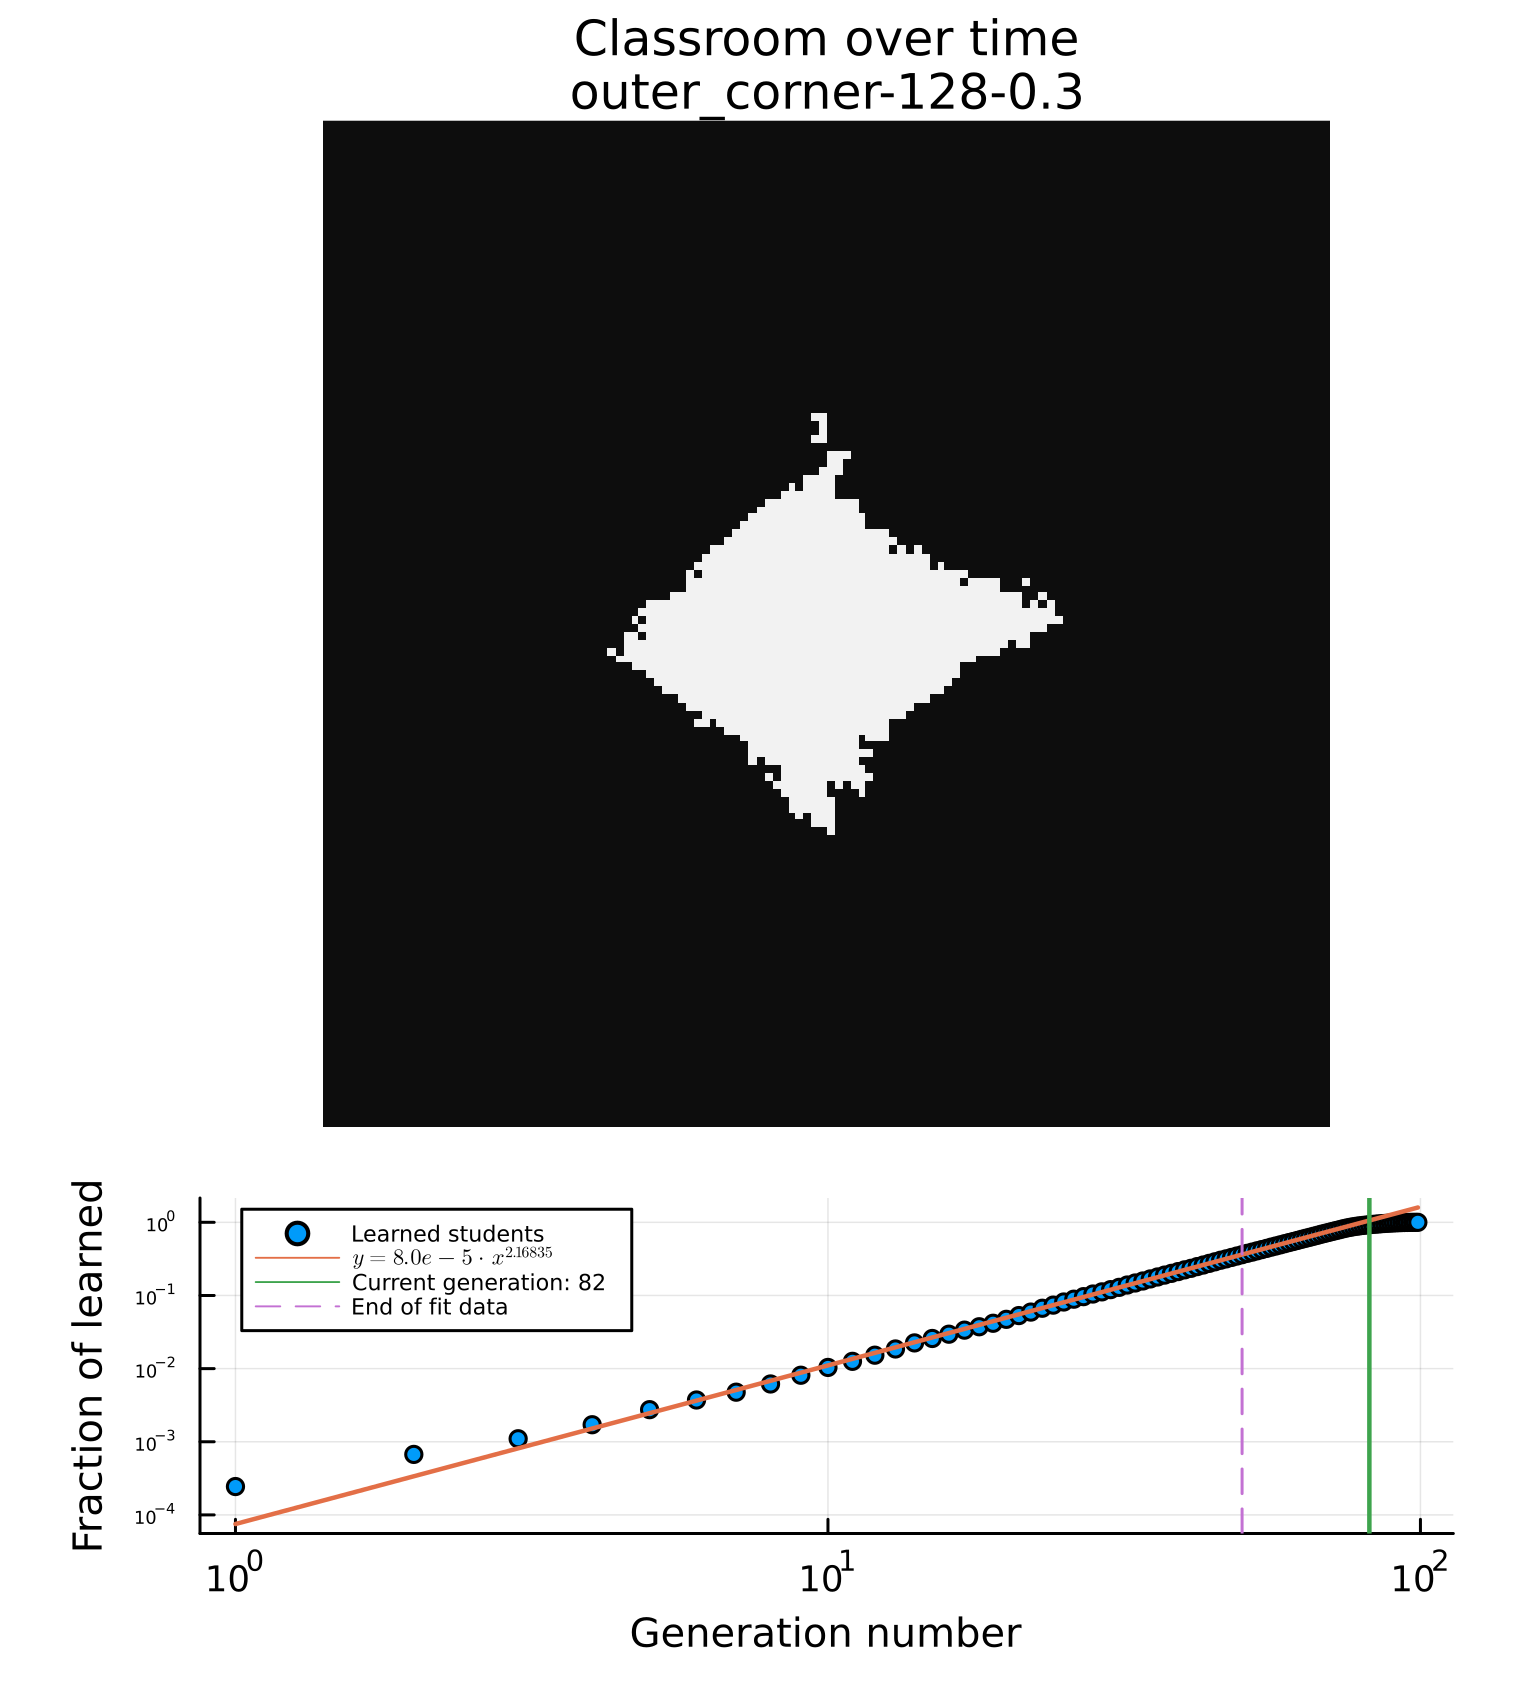 Classroom over time
outer_corner-128-0.3
Fraction of learned
10^0
10^−1
10^−2
10^−3
10^−4
Learned students
y = 8.0e − 5 · x^2.16835
Current generation: 82
End of fit data
10^0 10^1 10^2
Generation number